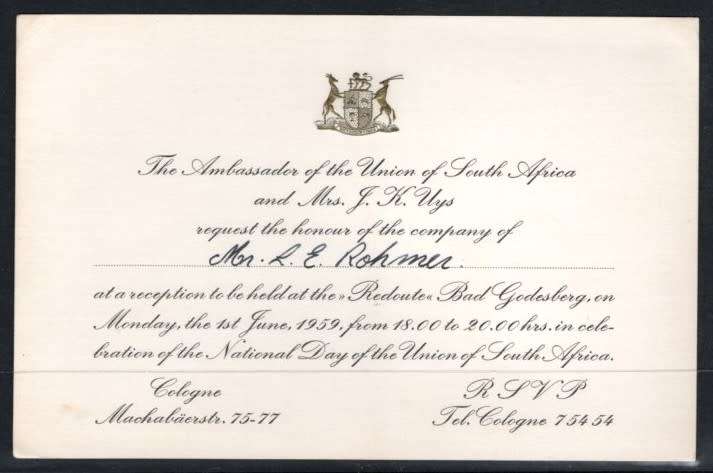 The Ambassador of the Union of South Africa
and Mrs. J. K. Uys
request the honour of the company of
Mr. L. E. Rohmer.
at a reception to be held at the »Redoute« Bad Godesberg, on
Monday, the 1st June, 1959, from 18.00 to 20.00 hrs. in cele-
bration of the National Day of the Union of South Africa.
Cologne
Machabäerstr. 75-77
R S V P
Tel. Cologne 7 54 54